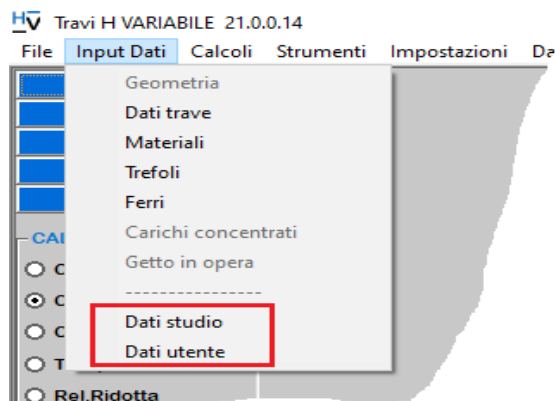 HV Travi H VARIABILE 21.0.0.14
File Input Dati Calcoli Strumenti Impostazioni
Geometria
Dati trave
Materiali
Trefoli
Ferri
Carichi concentrati
Getto in opera
-----------------
Dati studio
Dati utente
Rel.Ridotta